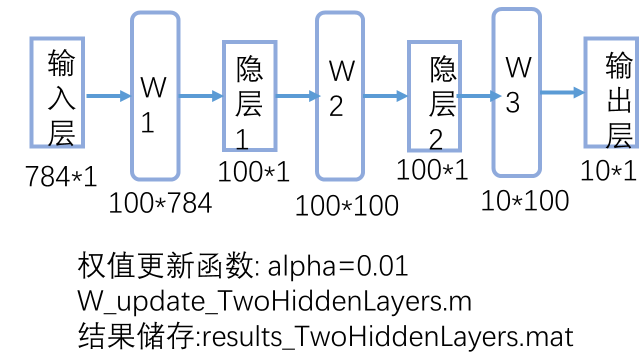 输入层
W1
隐层1
W2
隐层2
W3
输出层
784*1
100*784
100*1
100*100
100*1
10*100
10*1
权值更新函数: alpha=0.01
W_update_TwoHiddenLayers.m
结果储存:results_TwoHiddenLayers.mat